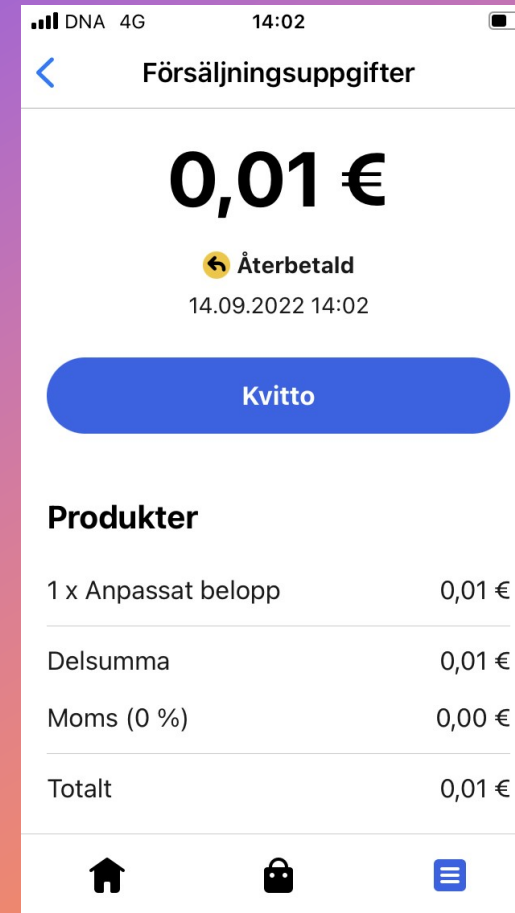 DNA 4G 14:02
Försäljningsuppgifter
0,01 €
Återbetald
14.09.2022 14:02
Kvitto
Produkter
1 x Anpassat belopp 0,01 €
Delsumma 0,01 €
Moms (0 %) 0,00 €
Totalt 0,01 €